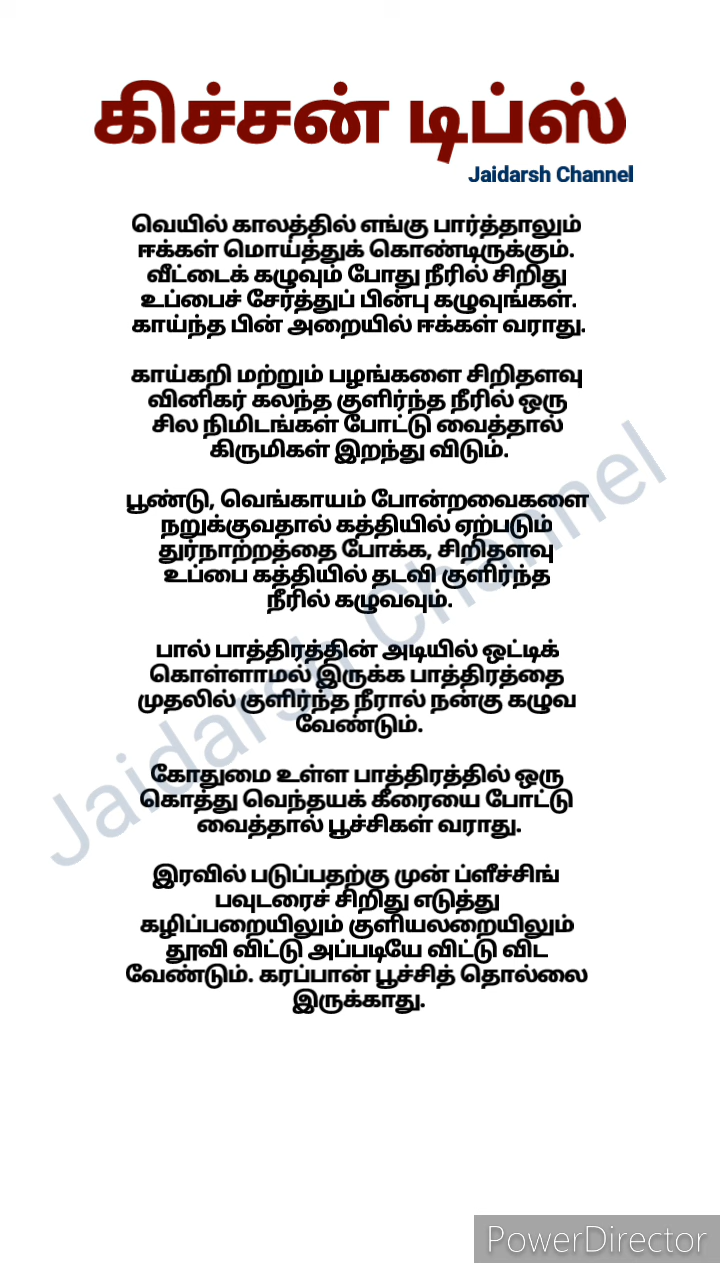 கிச்சன் டிப்ஸ்
Jaidarsh Channel
வெயில் காலத்தில் எங்கு பார்த்தாலும்
ஈக்கள் மொய்த்துக் கொண்டிருக்கும்.
வீட்டைக் கழுவும் போது நீரில் சிறிது
உப்பைச் சேர்த்துப் பின்பு கழுவுங்கள்.
காய்ந்த பின் அறையில் ஈக்கள் வராது.
காய்கறி மற்றும் பழங்களை சிறிதளவு
வினிகர் கலந்த குளிர்ந்த நீரில் ஒரு
சில நிமிடங்கள் போட்டு வைத்தால்
கிருமிகள் இறந்து விடும்.
பூண்டு, வெங்காயம் போன்றவைகளை
நறுக்குவதால் கத்தியில் ஏற்படும்
துர்நாற்றத்தை போக்க, சிறிதளவு
உப்பை கத்தியில் தடவி குளிர்ந்த
நீரில் கழுவவும்.
பால் பாத்திரத்தின் அடியில் ஒட்டிக்
கொள்ளாமல் இருக்க பாத்திரத்தை
முதலில் குளிர்ந்த நீரால் நன்கு கழுவ
வேண்டும்.
கோதுமை உள்ள பாத்திரத்தில் ஒரு
கொத்து வெந்தயக் கீரையை போட்டு
வைத்தால் பூச்சிகள் வராது.
இரவில் படுப்பதற்கு முன் ப்ளீச்சிங்
பவுடரைச் சிறிது எடுத்து
கழிப்பறையிலும் குளியலறையிலும்
தூவி விட்டு அப்படியே விட்டு விட
வேண்டும். கரப்பான் பூச்சித் தொல்லை
இருக்காது.
Jaidarsh Channel
PowerDirector